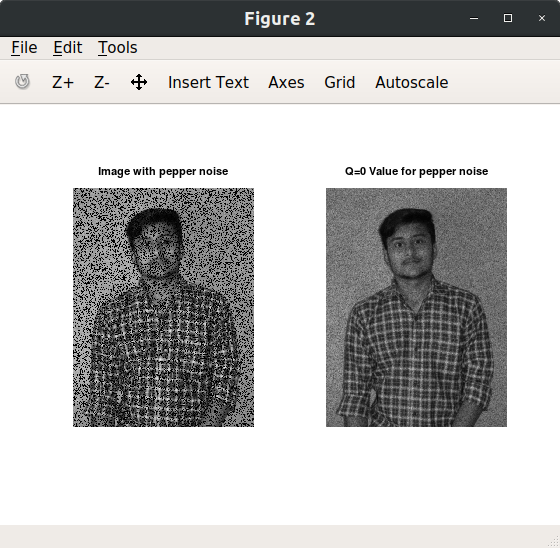 Figure 2
File Edit Tools
Z+ Z- Insert Text Axes Grid Autoscale
Image with pepper noise
Q=0 Value for pepper noise